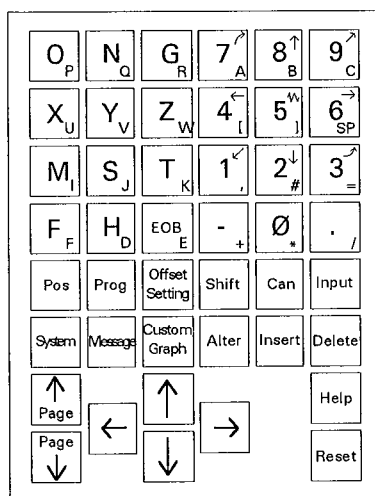 O P N Q G R 7 A 8 B 9 C
X U Y V Z W 4 [ 5 ] 6 SP
M I S J T K 1 , 2 # 3 =
F F H D EOB E - + Ø * . /
Pos Prog Offset Setting Shift Can Input
System Message Custom Graph Alter Insert Delete
Page Help
Page Reset